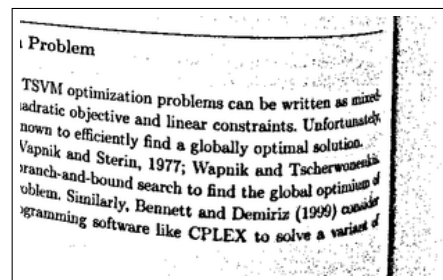 Problem
TSVM optimization problems can be written as mixed-
adratic objective and linear constraints. Unfortunately,
nown to efficiently find a globally optimal solution.
Vapnik and Sterin, 1977; Wapnik and Tscherwonenkis
branch-and-bound search to find the global optimium of
oblem. Similarly, Bennett and Demiriz (1999) consider
ogramming software like CPLEX to solve a variant of